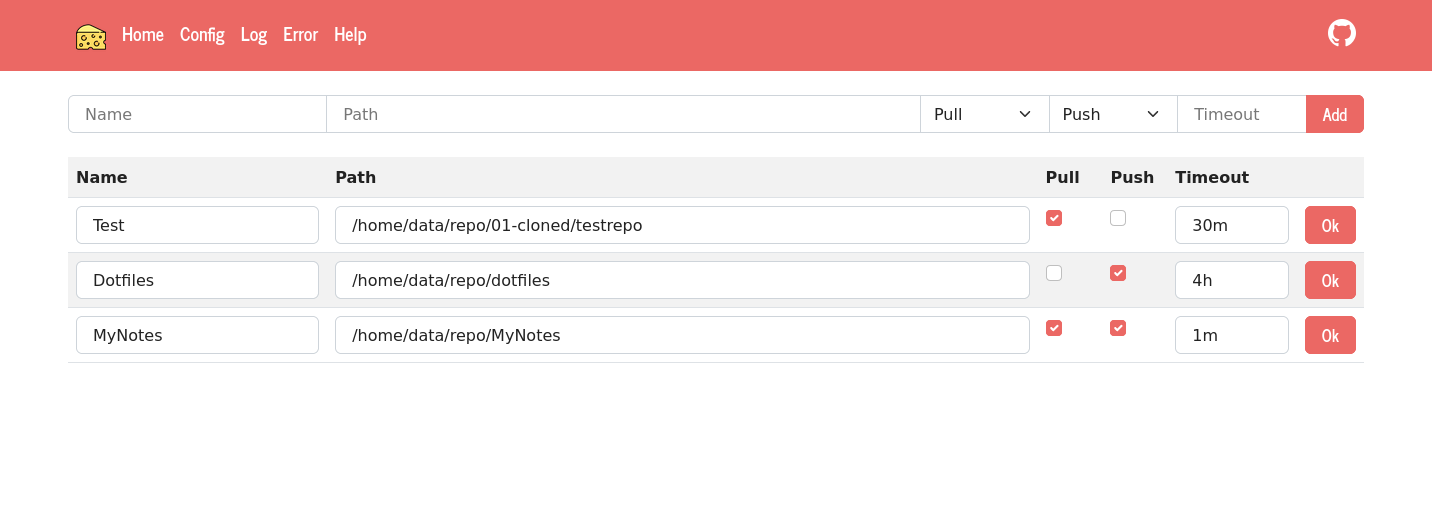 Home Config Log Error Help
Name Path Pull Push Timeout Add
Name Path Pull Push Timeout
Test /home/data/repo/01-cloned/testrepo 30m Ok
Dotfiles /home/data/repo/dotfiles 4h Ok
MyNotes /home/data/repo/MyNotes 1m Ok